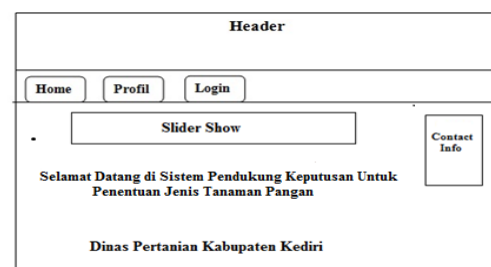 Header
Home Profil Login
Slider Show
Contact
Info
Selamat Datang di Sistem Pendukung Keputusan Untuk
Penentuan Jenis Tanaman Pangan
Dinas Pertanian Kabupaten Kediri